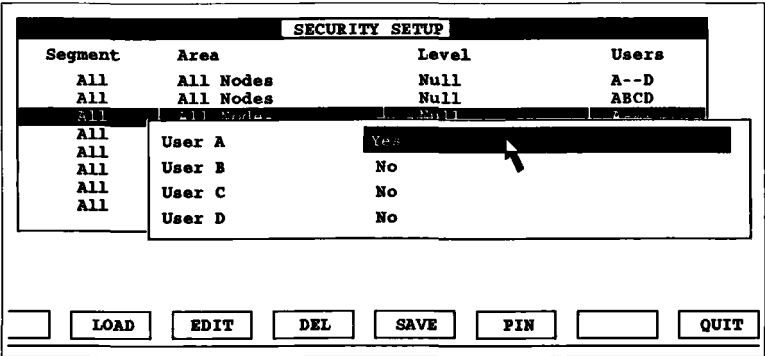 SECURITY SETUP
Segment Area Level Users
All All Nodes Null A--D
All All Nodes Null ABCD
All Null
All
User A Yes
All
User B No
All
User C No
All
All
User D No
LOAD EDIT DEL SAVE PIN QUIT